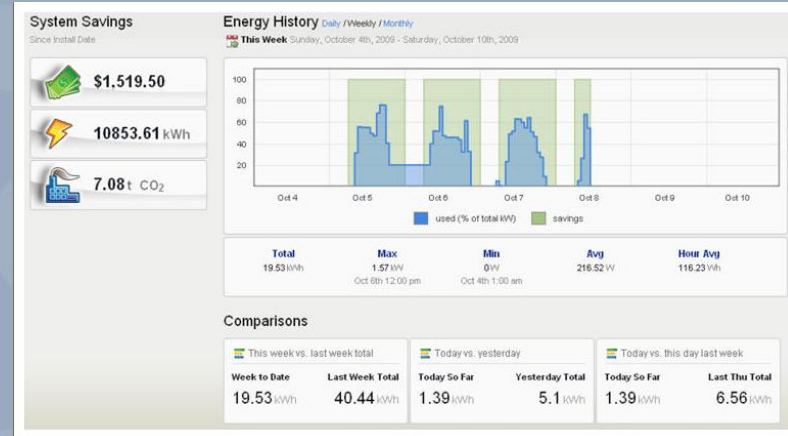 System Savings
Since Install Date
$1,519.50
10853.61 kWh
7.08 t CO2
Energy History Daily / Weekly / Monthly
This Week Sunday, October 4th, 2009 - Saturday, October 10th, 2009
100
80
60
40
20
Oct 4 Oct 5 Oct 6 Oct 7 Oct 8 Oct 9 Oct 10
used (% of total kW) savings
Total Max Min Avg Hour Avg
19.53 kWh 1.57 kW 0W 216.52 W 116.23 Wh
Oct 6th 12:00 pm Oct 4th 1:00 am
Comparisons
This week vs. last week total Today vs. yesterday Today vs. this day last week
Week to Date Last Week Total Today So Far Yesterday Total Today So Far Last Thu Total
19.53 kWh 40.44 kWh 1.39 kWh 5.1 kWh 1.39 kWh 6.56 kWh